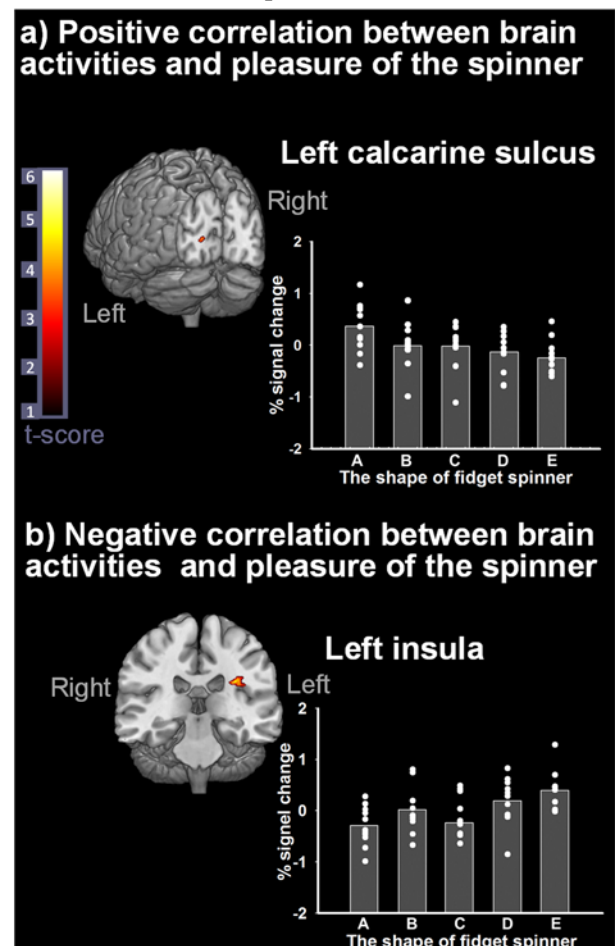 a) Positive correlation between brain
activities and pleasure of the spinner
Left calcarine sulcus
Right
Left
6
5
4
3
2
1
t-score
% signal change
2
1
0
-1
-2
A B C D E
The shape of fidget spinner
b) Negative correlation between brain
activities and pleasure of the spinner
Left insula
Right
Left
% signel change
2
1
0
-1
-2
A B C D E
The shape of fidget spinner